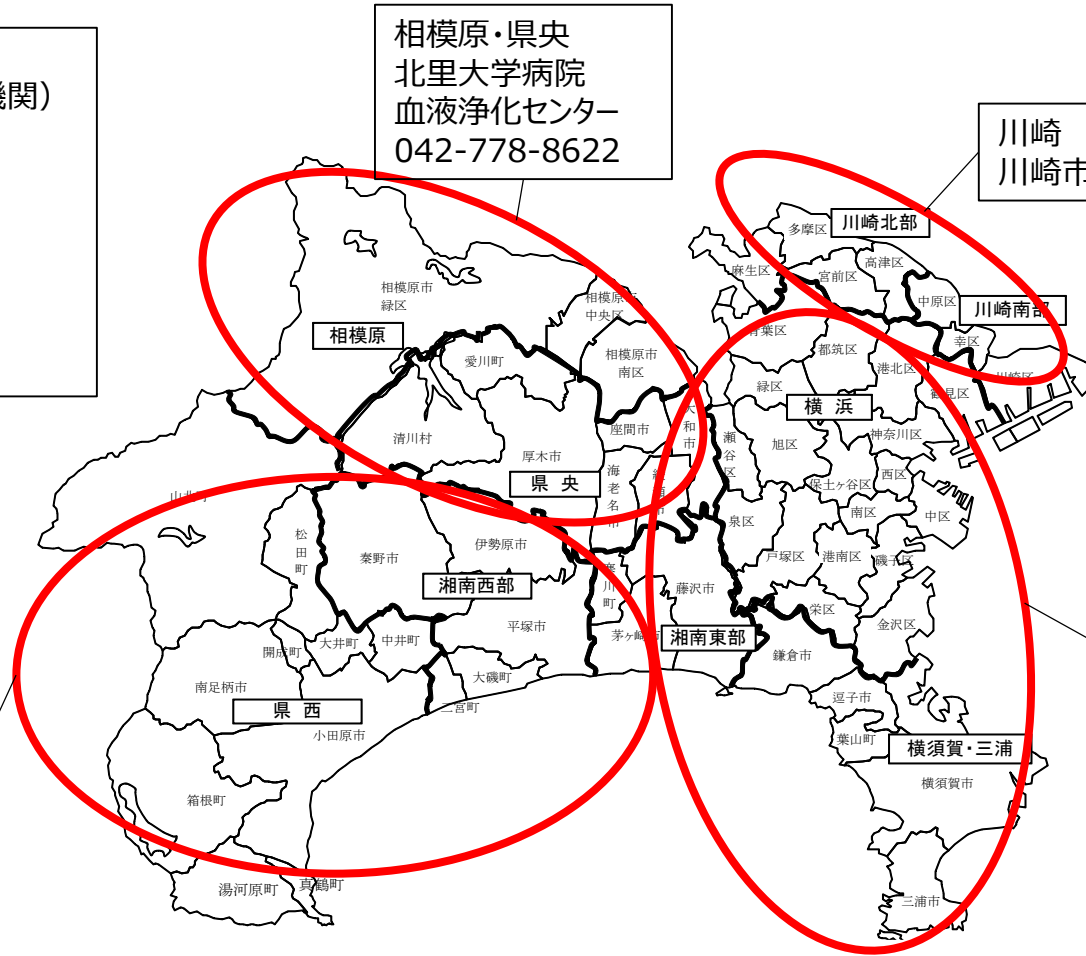 相模原・県央
北里大学病院
血液浄化センター
042-778-8622
機関）
川崎
川崎市
多摩区
川崎北部
麻生区
宮前区
高津区
中原区
川崎南部
幸区
川崎区
相模原市
緑区
相模原市
中央区
相模原
愛川町
相模原市
南区
青葉区
都筑区
港北区
鶴見区
緑区
横 浜
神奈川区
清川村
厚木市
座間市
大和市
瀬谷区
旭区
保土ヶ谷区
西区
県 央
海老名市
綾瀬市
南区
中区
山北町
松田町
秦野市
伊勢原市
泉区
戸塚区
港南区
磯子区
湘南西部
寒川町
藤沢市
栄区
金沢区
平塚市
茅ヶ崎市
湘南東部
鎌倉市
開成町
大井町
中井町
大磯町
二宮町
南足柄市
県 西
小田原市
逗子市
葉山町
横須賀・三浦
横須賀市
箱根町
湯河原町
真鶴町
三浦市